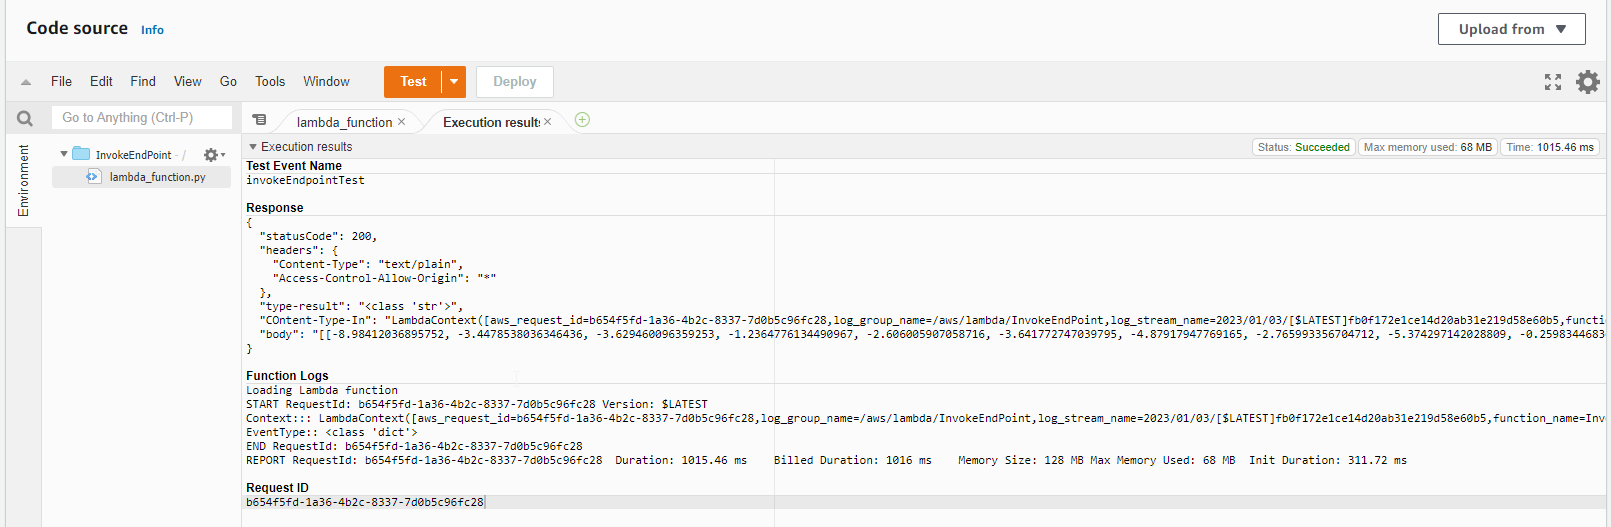 Code source Info
Upload from
File Edit Find View Go Tools Window Test Deploy
Go to Anything (Ctrl-P)
lambda_function × Execution results ×
Environment
InvokeEndPoint - /
lambda_function.py
Execution results
Status: Succeeded Max memory used: 68 MB Time: 1015.46 ms
Test Event Name
invokeEndpointTest
Response
{
"statusCode": 200,
"headers": {
"Content-Type": "text/plain",
"Access-Control-Allow-Origin": "*"
},
"type-result": "<class 'str'>",
"COntent-Type-In": "LambdaContext([aws_request_id=b654f5fd-1a36-4b2c-8337-7d0b5c96fc28,log_group_name=/aws/lambda/InvokeEndPoint,log_stream_name=2023/01/03/[$LATEST]fb0f172e1ce14d20ab31e219d58e60b5,functi
"body": "[[-8.98412036895752, -3.4478538036346436, -3.629460096359253, -1.2364776134490967, -2.606005907058716, -3.641772747039795, -4.87917947769165, -2.765993356704712, -5.374297142028809, -0.259834468
}
Function Logs
Loading Lambda function
START RequestId: b654f5fd-1a36-4b2c-8337-7d0b5c96fc28 Version: $LATEST
Context::: LambdaContext([aws_request_id=b654f5fd-1a36-4b2c-8337-7d0b5c96fc28,log_group_name=/aws/lambda/InvokeEndPoint,log_stream_name=2023/01/03/[$LATEST]fb0f172e1ce14d20ab31e219d58e60b5,function_name=Inv
EventType:: <class 'dict'>
END RequestId: b654f5fd-1a36-4b2c-8337-7d0b5c96fc28
REPORT RequestId: b654f5fd-1a36-4b2c-8337-7d0b5c96fc28 Duration: 1015.46 ms Billed Duration: 1016 ms Memory Size: 128 MB Max Memory Used: 68 MB Init Duration: 311.72 ms
Request ID
b654f5fd-1a36-4b2c-8337-7d0b5c96fc28